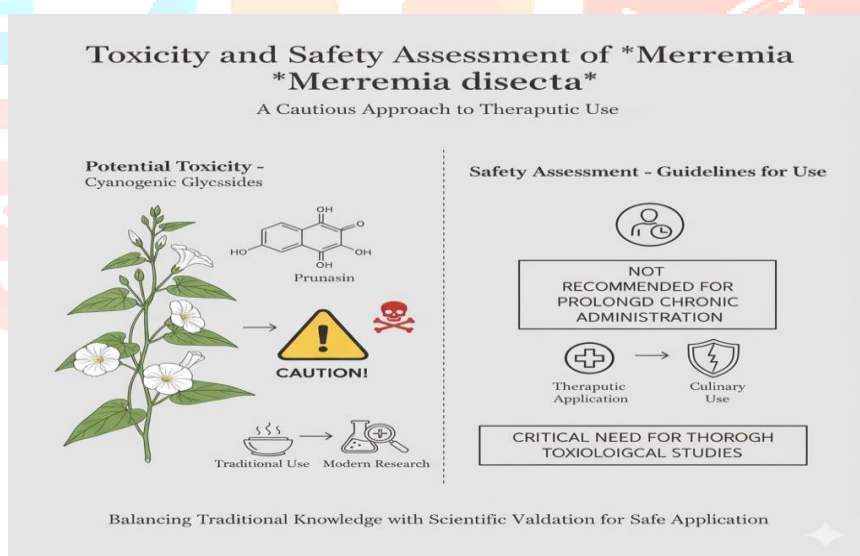 Toxicity and Safety Assessment of *Merremia
*Merremia disecta*
A Cautious Approach to Theraputic Use
Potential Toxicity -
Cyanogenic Glycssides
OH
O
HO
OH
OH
Prunasin
CAUTION!
Traditional Use Modern Research
Safety Assessment - Guidelines for Use
NOT
RECOMMENDED FOR
PROLONGD CHRONIC
ADMINISTRATION
Theraputic
Application
Culinary
Use
CRITICAL NEED FOR THOROGH
TOXIOLOIGCAL STUDIES
Balancing Traditional Knowledge with Scientific Valdation for Safe Application